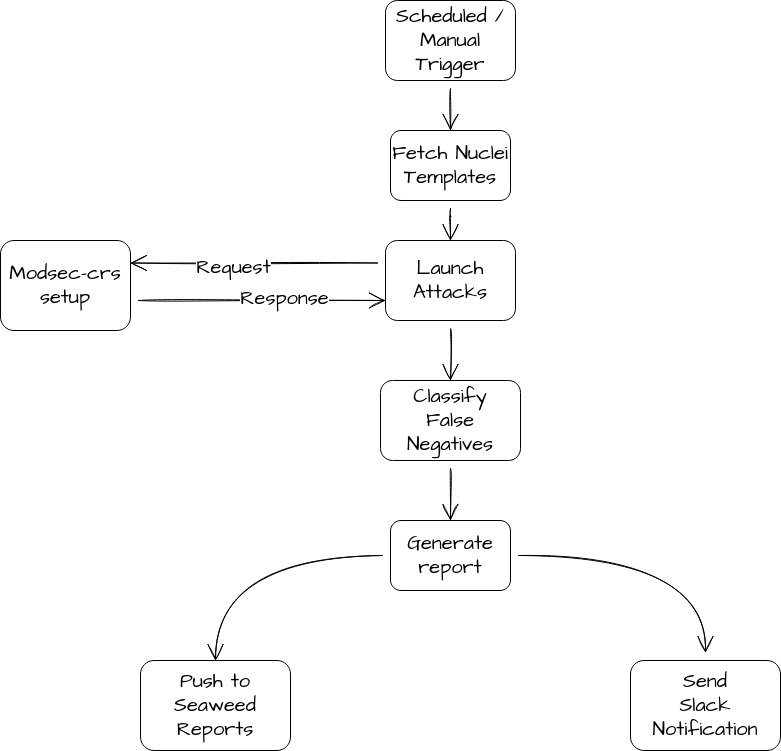 Scheduled /
Manual
Trigger
Fetch Nuclei
Templates
Modsec-crs
setup
Request
Response
Launch
Attacks
Classify
False
Negatives
Generate
report
Push to
Seaweed
Reports
Send
Slack
Notification